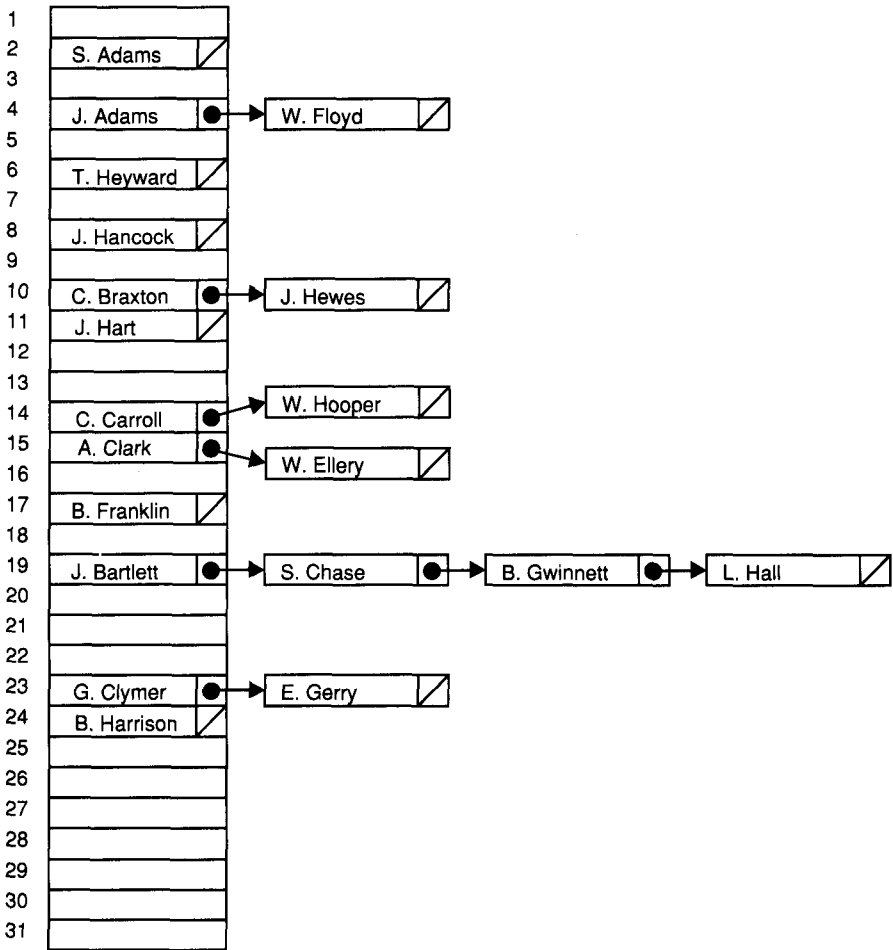 1
2 S. Adams
3
4 J. Adams W. Floyd
5
6 T. Heyward
7
8 J. Hancock
9
10 C. Braxton J. Hewes
11 J. Hart
12
13
14 C. Carroll W. Hooper
15 A. Clark W. Ellery
16
17 B. Franklin
18
19 J. Bartlett S. Chase B. Gwinnett L. Hall
20
21
22
23 G. Clymer E. Gerry
24 B. Harrison
25
26
27
28
29
30
31